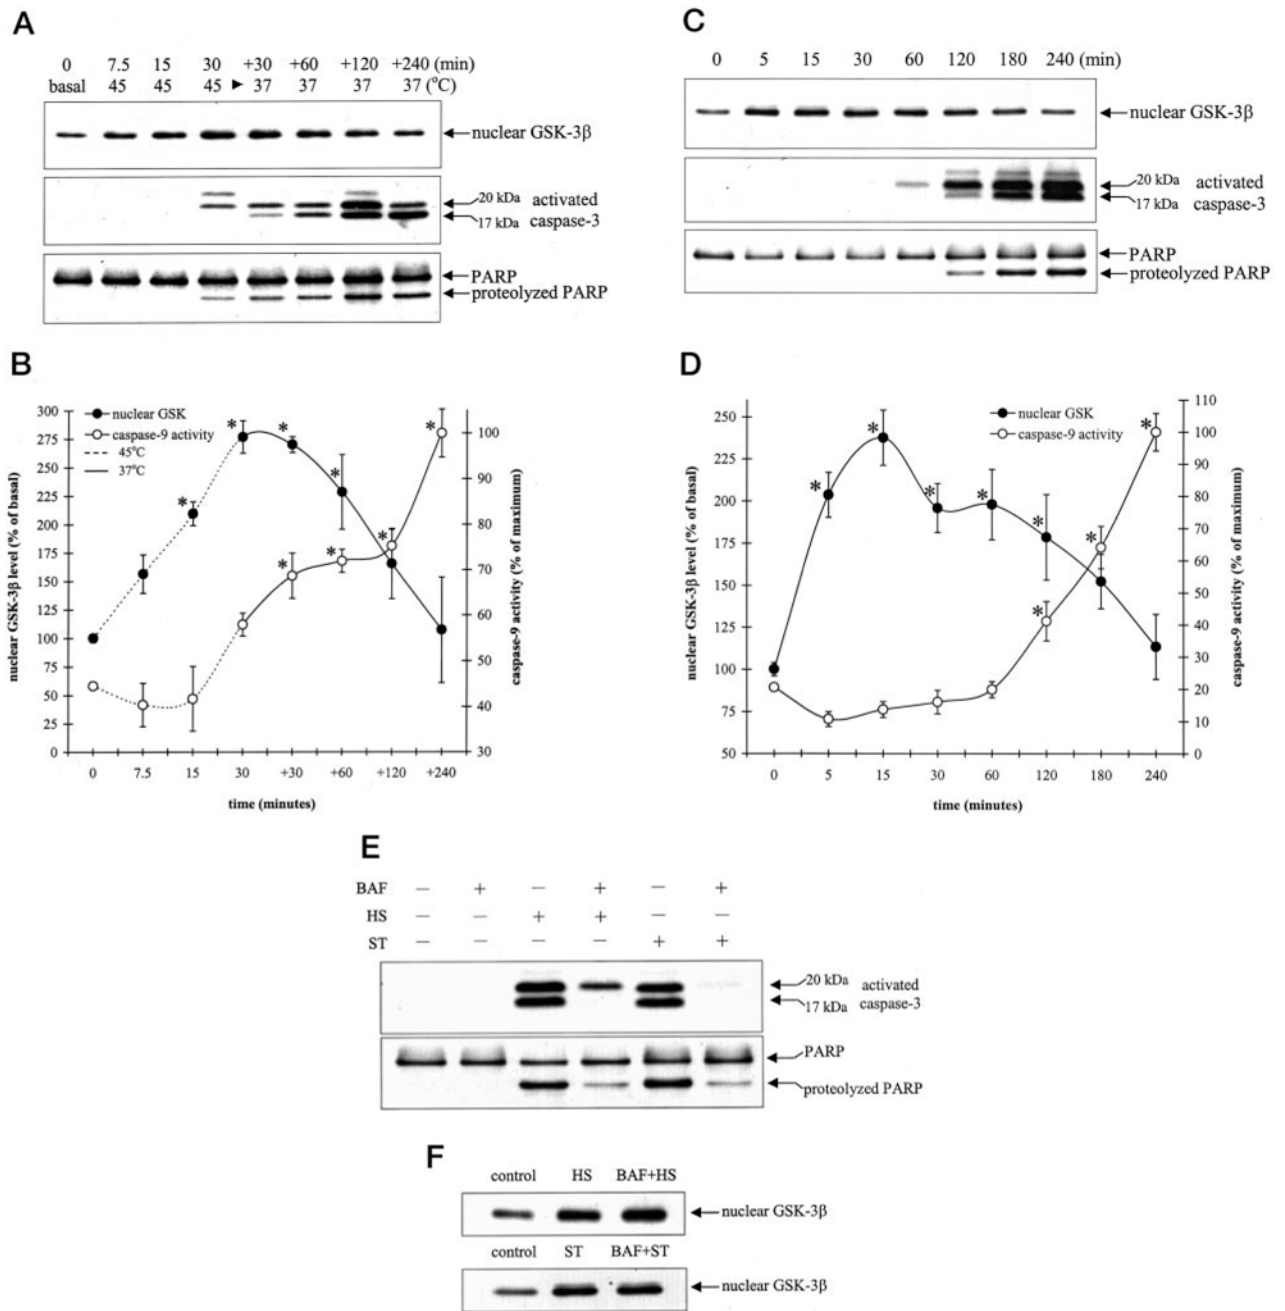 A
0 7.5 15 30 +30 +60 +120 +240 (min)
basal 45 45 45 ► 37 37 37 37 (°C)
nuclear GSK-3β
20 kDa activated
17 kDa caspase-3
PARP
proteolyzed PARP
C
0 5 15 30 60 120 180 240 (min)
nuclear GSK-3β
20 kDa activated
17 kDa caspase-3
PARP
proteolyzed PARP
B
nuclear GSK-3β level (% of basal)
300
275
250
225
200
175
150
125
100
75
50
25
0
nuclear GSK
caspase-9 activity
45°C
37°C
* * * * * * * *
100
90
80
70
60
50
40
30
caspase-9 activity (% of maximum)
0 7.5 15 30 +30 +60 +120 +240
time (minutes)
D
nuclear GSK-3β level (% of basal)
250
225
200
175
150
125
100
75
50
nuclear GSK
caspase-9 activity
* * * * * * * *
110
100
90
80
70
60
50
40
30
20
10
0
caspase-9 activity (% of maximum)
0 5 15 30 60 120 180 240
time (minutes)
E
BAF — + — + — +
HS — — + + — —
ST — — — — + +
20 kDa activated
17 kDa caspase-3
PARP
proteolyzed PARP
F
control HS BAF+HS
nuclear GSK-3β
control ST BAF+ST
nuclear GSK-3β